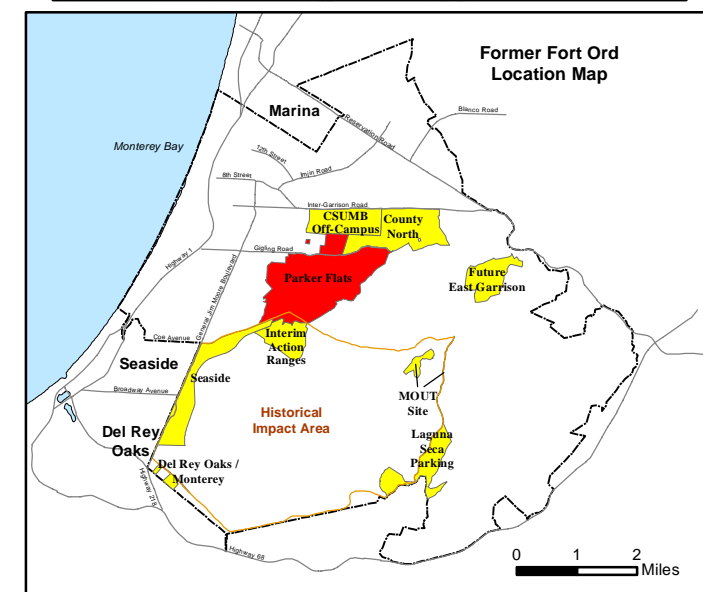 Former Fort Ord
Location Map
Marina
Blanco Road
Reservation Road
Monterey Bay
12th Street
Imjin Road
8th Street
Inter-Garrison Road
CSUMB
Off-Campus
County
North
Gigling Road
Highway 1
General Jim Moore Boulevard
Parker Flats
Future
East Garrison
Coe Avenue
Interim
Action
Ranges
Seaside
Seaside
Broadway Avenue
MOUT
Site
Historical
Impact Area
Del Rey
Oaks
Laguna
Seca
Parking
Del Rey Oaks /
Monterey
Highway 218
Highway 68
0 1 2
Miles